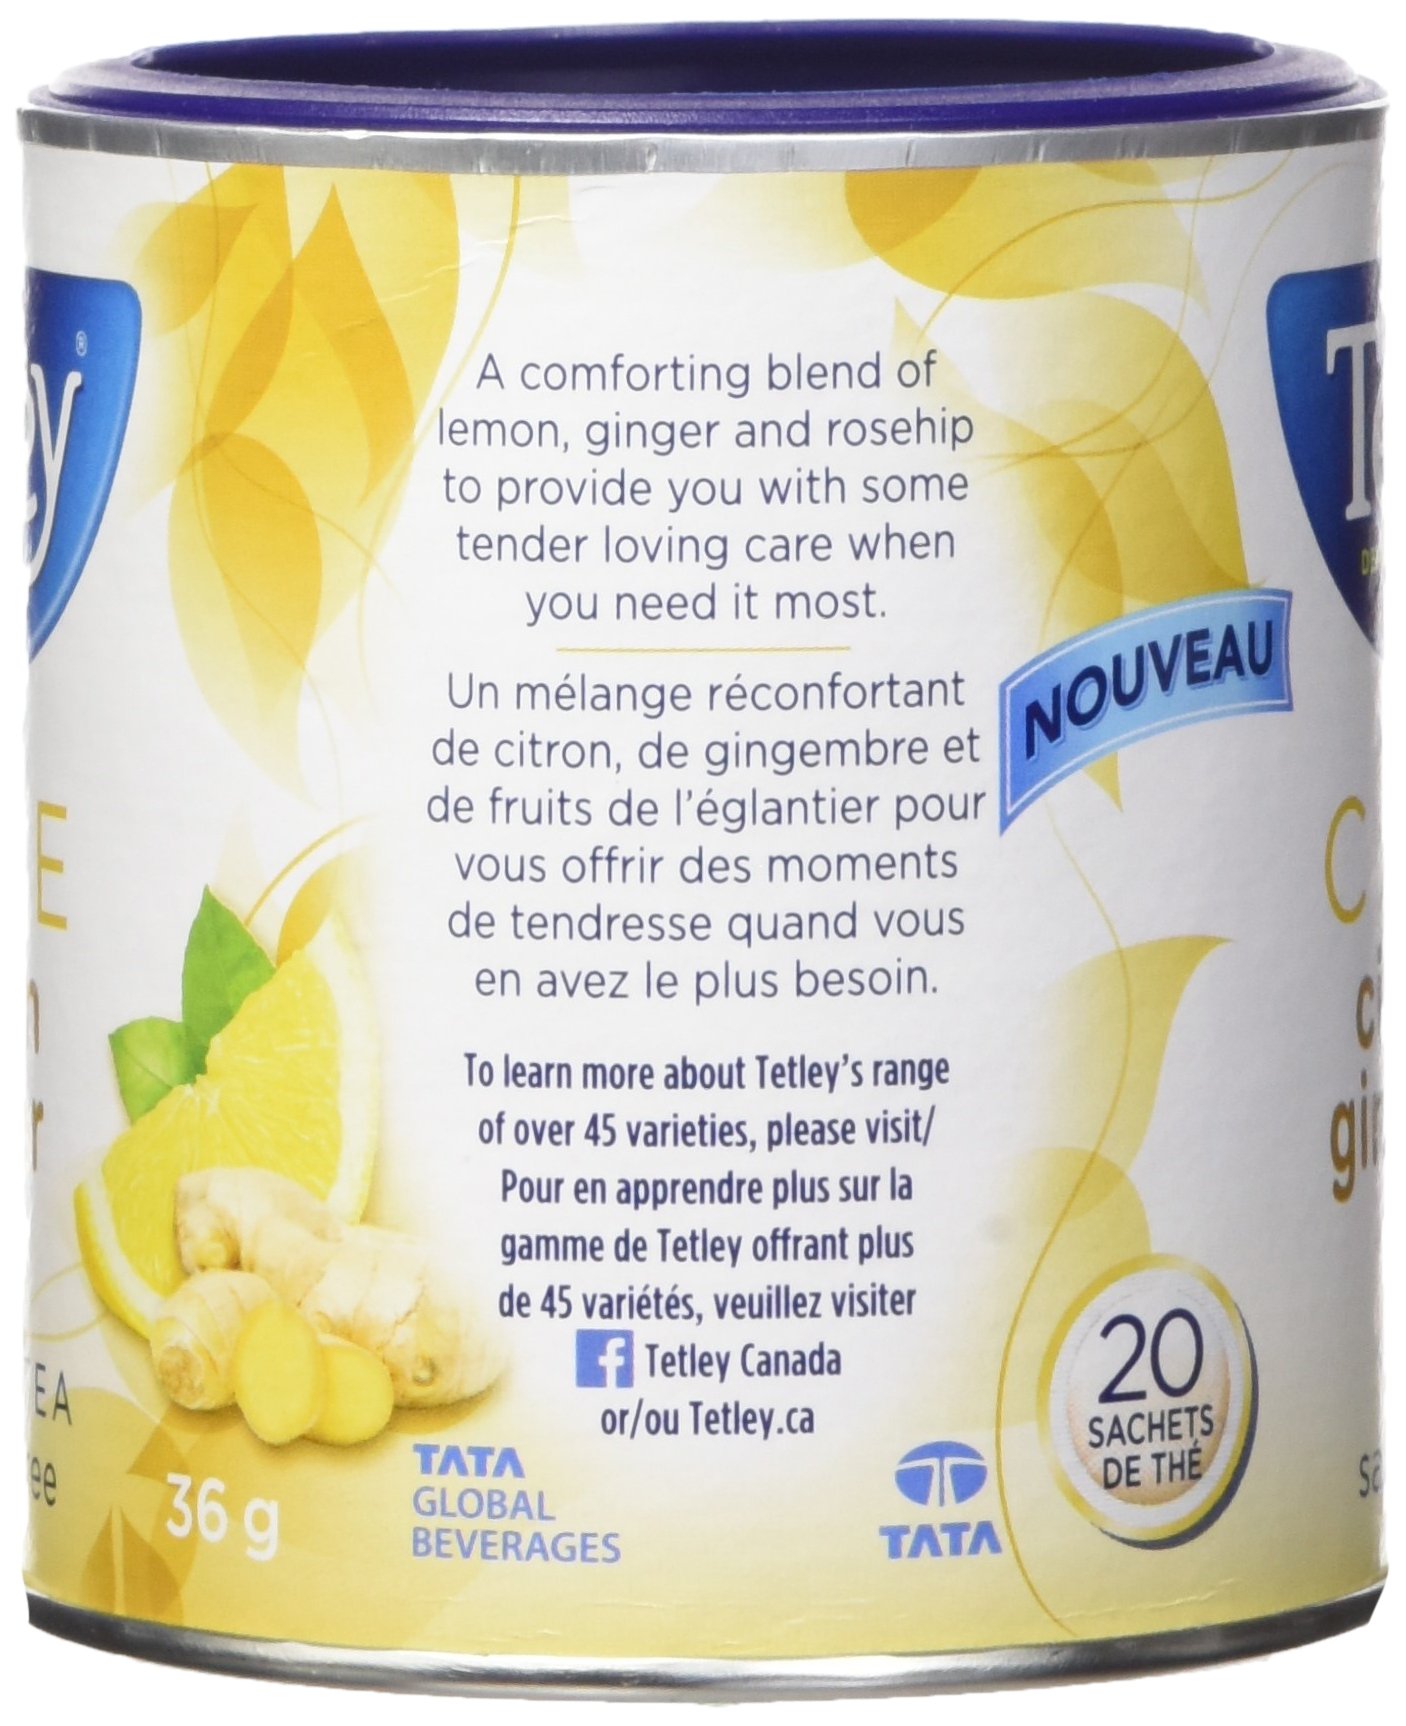 A comforting blend of
lemon, ginger and rosehip
to provide you with some
tender loving care when
you need it most.
Un mélange réconfortant
de citron, de gingembre et
de fruits de l'églantier pour
vous offrir des moments
de tendresse quand vous
en avez le plus besoin.
To learn more about Tetley's range
of over 45 varieties, please visit/
Pour en apprendre plus sur la
gamme de Tetley offrant plus
de 45 variétés, veuillez visiter
f Tetley Canada
or/ou Tetley.ca
TATA
GLOBAL
BEVERAGES
TATA
36 g
NOUVEAU
20
SACHETS
DE THÉ